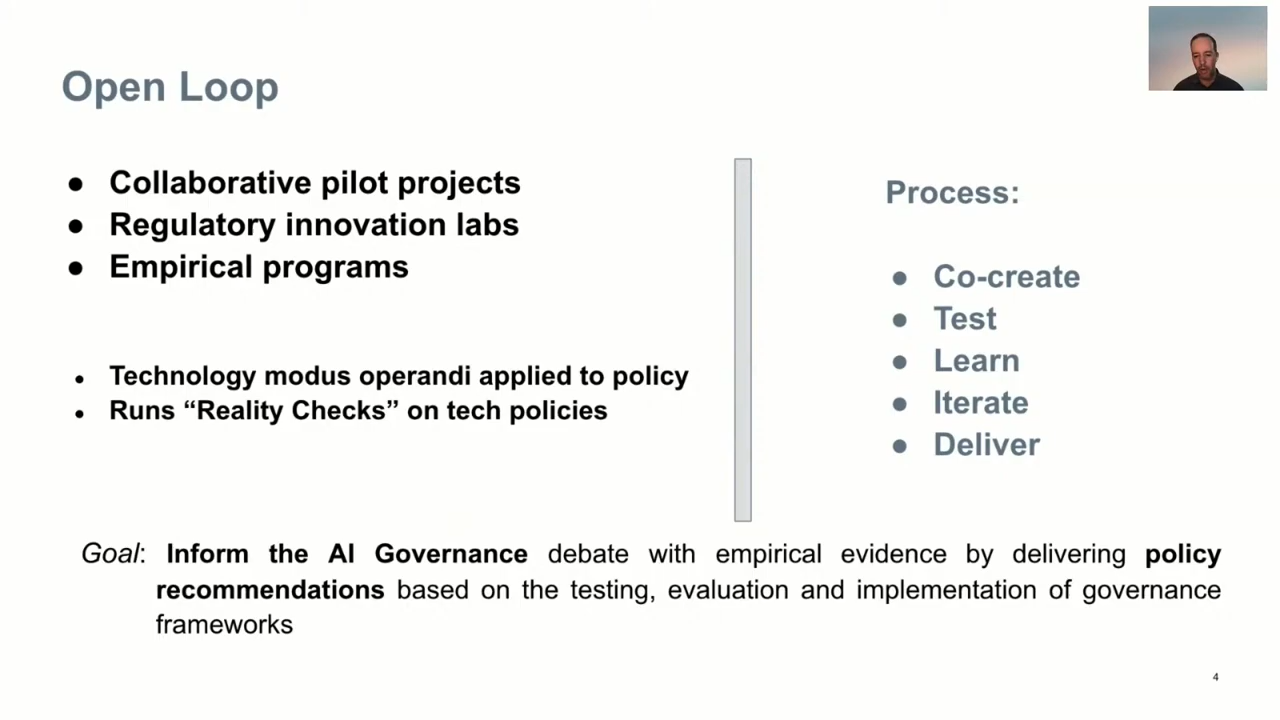 Open Loop
● Collaborative pilot projects
● Regulatory innovation labs
● Empirical programs
● Technology modus operandi applied to policy
● Runs “Reality Checks” on tech policies
Process:
● Co-create
● Test
● Learn
● Iterate
● Deliver
Goal: Inform the AI Governance debate with empirical evidence by delivering policy
recommendations based on the testing, evaluation and implementation of governance
frameworks
4